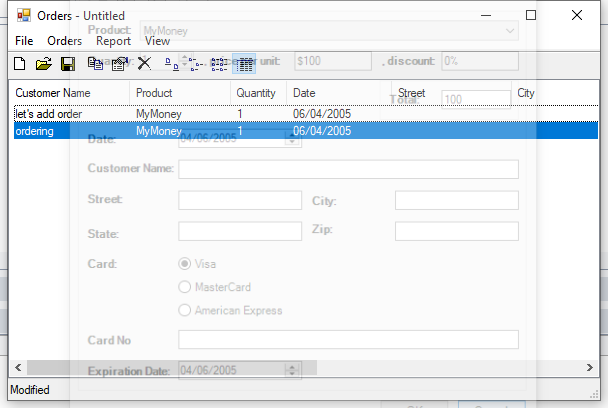 Orders - Untitled
Product: MyMoney
File Orders Report View
unit: $100 discount: 0%
Customer Name Product Quantity Date Street City
Total: 100
let's add order MyMoney 1 06/04/2005
ordering MyMoney 1 06/04/2005
Date: 04/06/2005
Customer Name:
Street: City:
State: Zip:
Card: Visa
MasterCard
American Express
Card No
Expiration Date: 04/06/2005
Modified